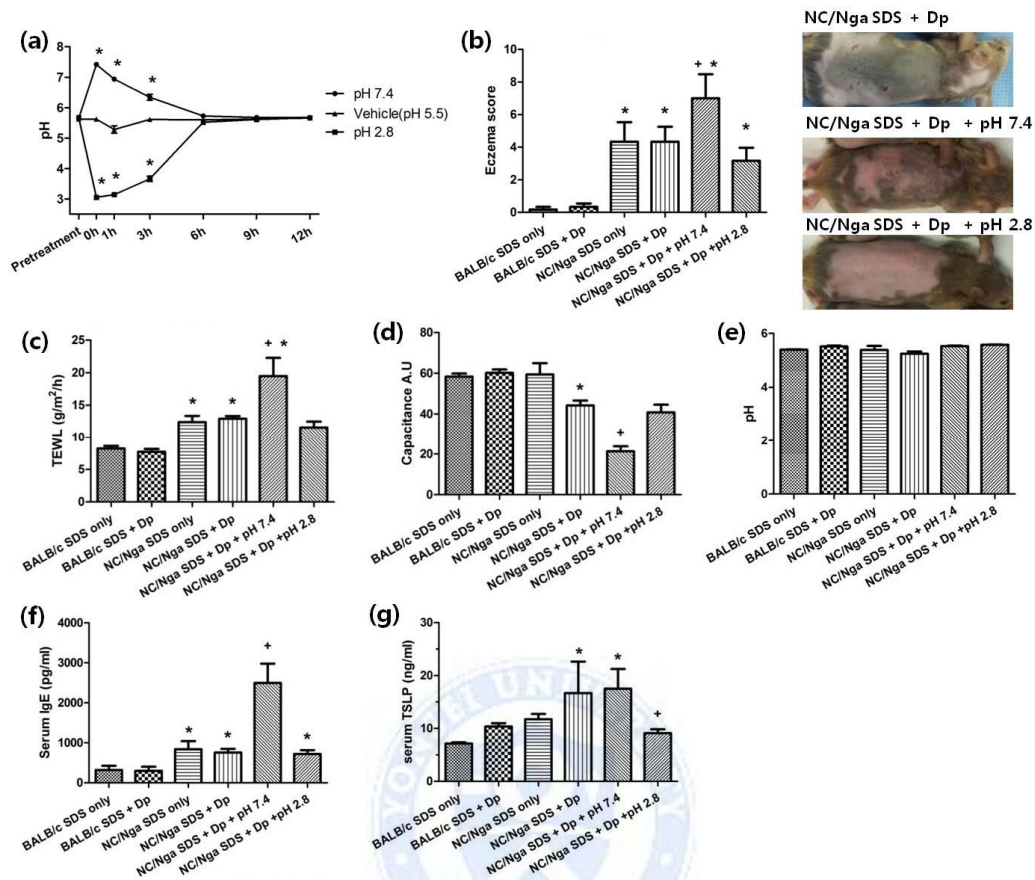 (a)
pH
8
7
6
5
4
3
* * *
* * *
pH 7.4
Vehicle(pH 5.5)
pH 2.8
Pretreatment 0h 1h 3h 6h 9h 12h
(b)
Eczema score
10
8
6
4
2
0
* * + * *
BALB/c SDS only
BALB/c SDS + Dp
NC/Nga SDS only
NC/Nga SDS + Dp
NC/Nga SDS + Dp + pH 7.4
NC/Nga SDS + Dp +pH 2.8
NC/Nga SDS + Dp
NC/Nga SDS + Dp + pH 7.4
NC/Nga SDS + Dp + pH 2.8
(c)
TEWL (g/m²/h)
25
20
15
10
5
0
* * + *
BALB/c SDS only
BALB/c SDS + Dp
NC/Nga SDS only
NC/Nga SDS + Dp
NC/Nga SDS + Dp + pH 7.4
NC/Nga SDS + Dp +pH 2.8
(d)
Capacitance A.U
80
60
40
20
0
* +
BALB/c SDS only
BALB/c SDS + Dp
NC/Nga SDS only
NC/Nga SDS + Dp
NC/Nga SDS + Dp + pH 7.4
NC/Nga SDS + Dp +pH 2.8
(e)
pH
6
4
2
0
BALB/c SDS only
BALB/c SDS + Dp
NC/Nga SDS only
NC/Nga SDS + Dp
NC/Nga SDS + Dp + pH 7.4
NC/Nga SDS + Dp +pH 2.8
(f)
Serum IgE (pg/ml)
4000
3000
2000
1000
0
* * + *
BALB/c SDS only
BALB/c SDS + Dp
NC/Nga SDS only
NC/Nga SDS + Dp
NC/Nga SDS + Dp + pH 7.4
NC/Nga SDS + Dp +pH 2.8
(g)
serum TSLP (ng/ml)
30
20
10
0
* * +
BALB/c SDS only
BALB/c SDS + Dp
NC/Nga SDS only
NC/Nga SDS + Dp
NC/Nga SDS + Dp + pH 7.4
NC/Nga SDS + Dp +pH 2.8
YONSEI UNIVERSITY